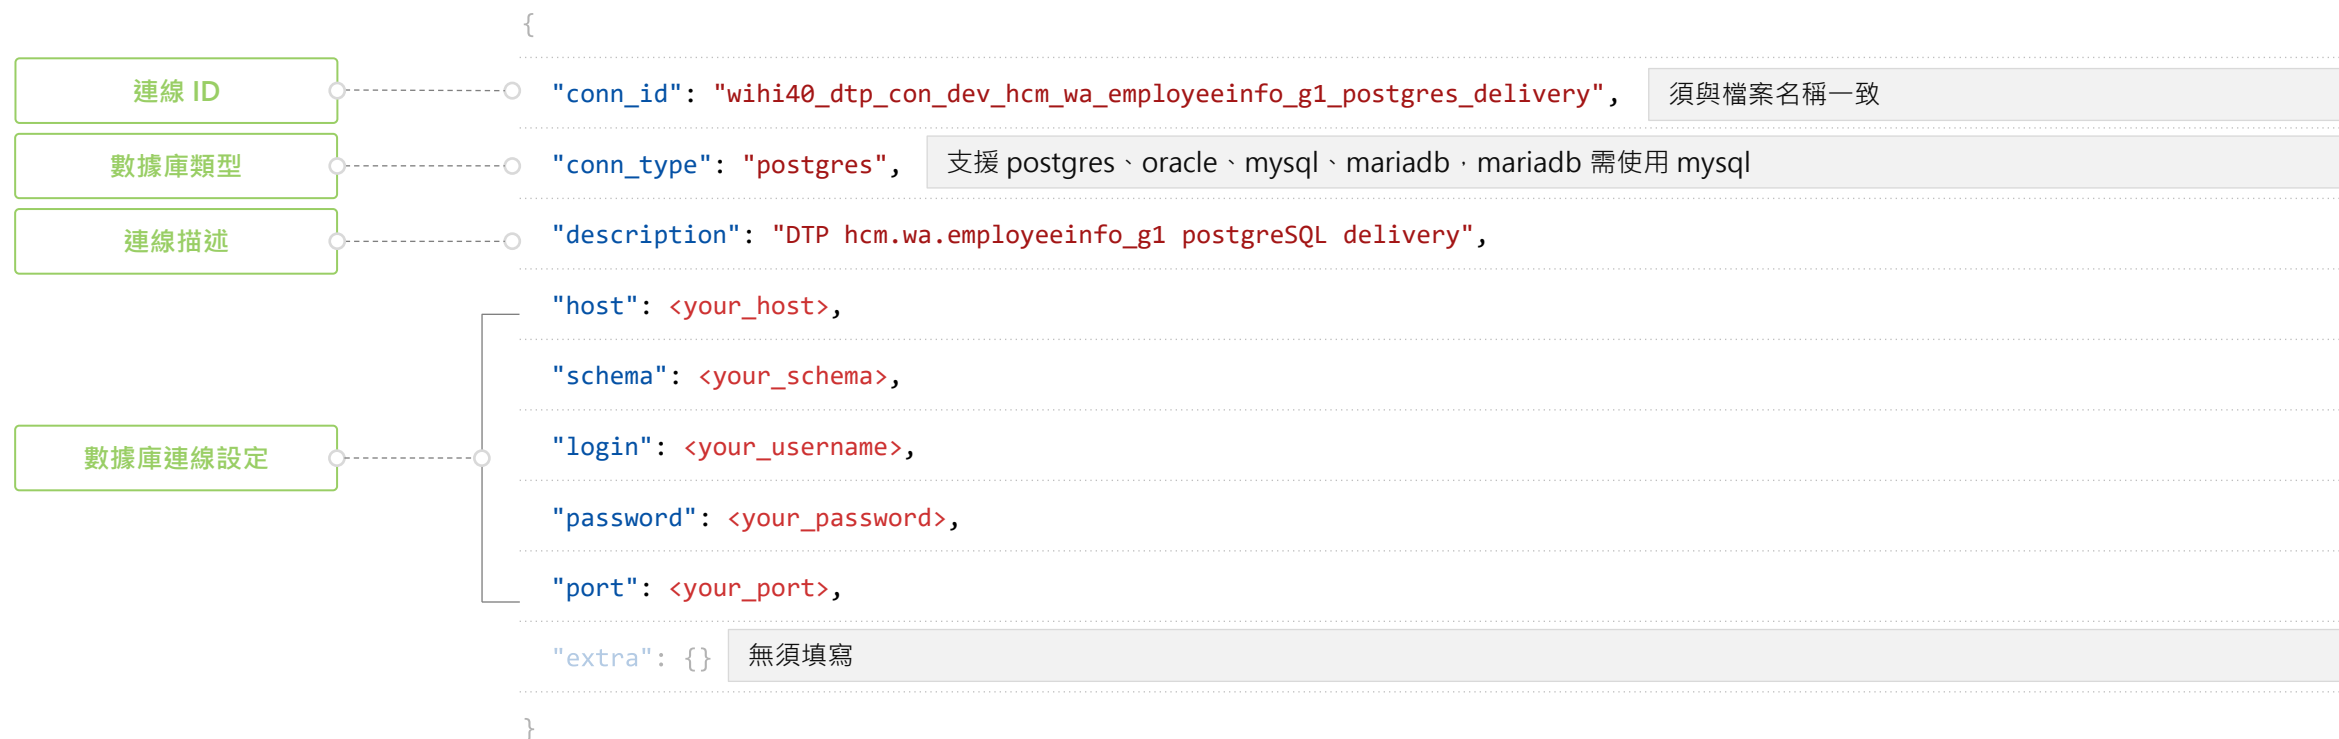 {
連線 ID
"conn_id": "wihi40_dtp_con_dev_hcm_wa_employeeinfo_g1_postgres_delivery",
須與檔案名稱一致
數據庫類型
"conn_type": "postgres",
支援 postgres、oracle、mysql、mariadb，mariadb 需使用 mysql
連線描述
"description": "DTP hcm.wa.employeeinfo_g1 postgreSQL delivery",
"host": <your_host>,
"schema": <your_schema>,
數據庫連線設定
"login": <your_username>,
"password": <your_password>,
"port": <your_port>,
"extra": {}
無須填寫
}